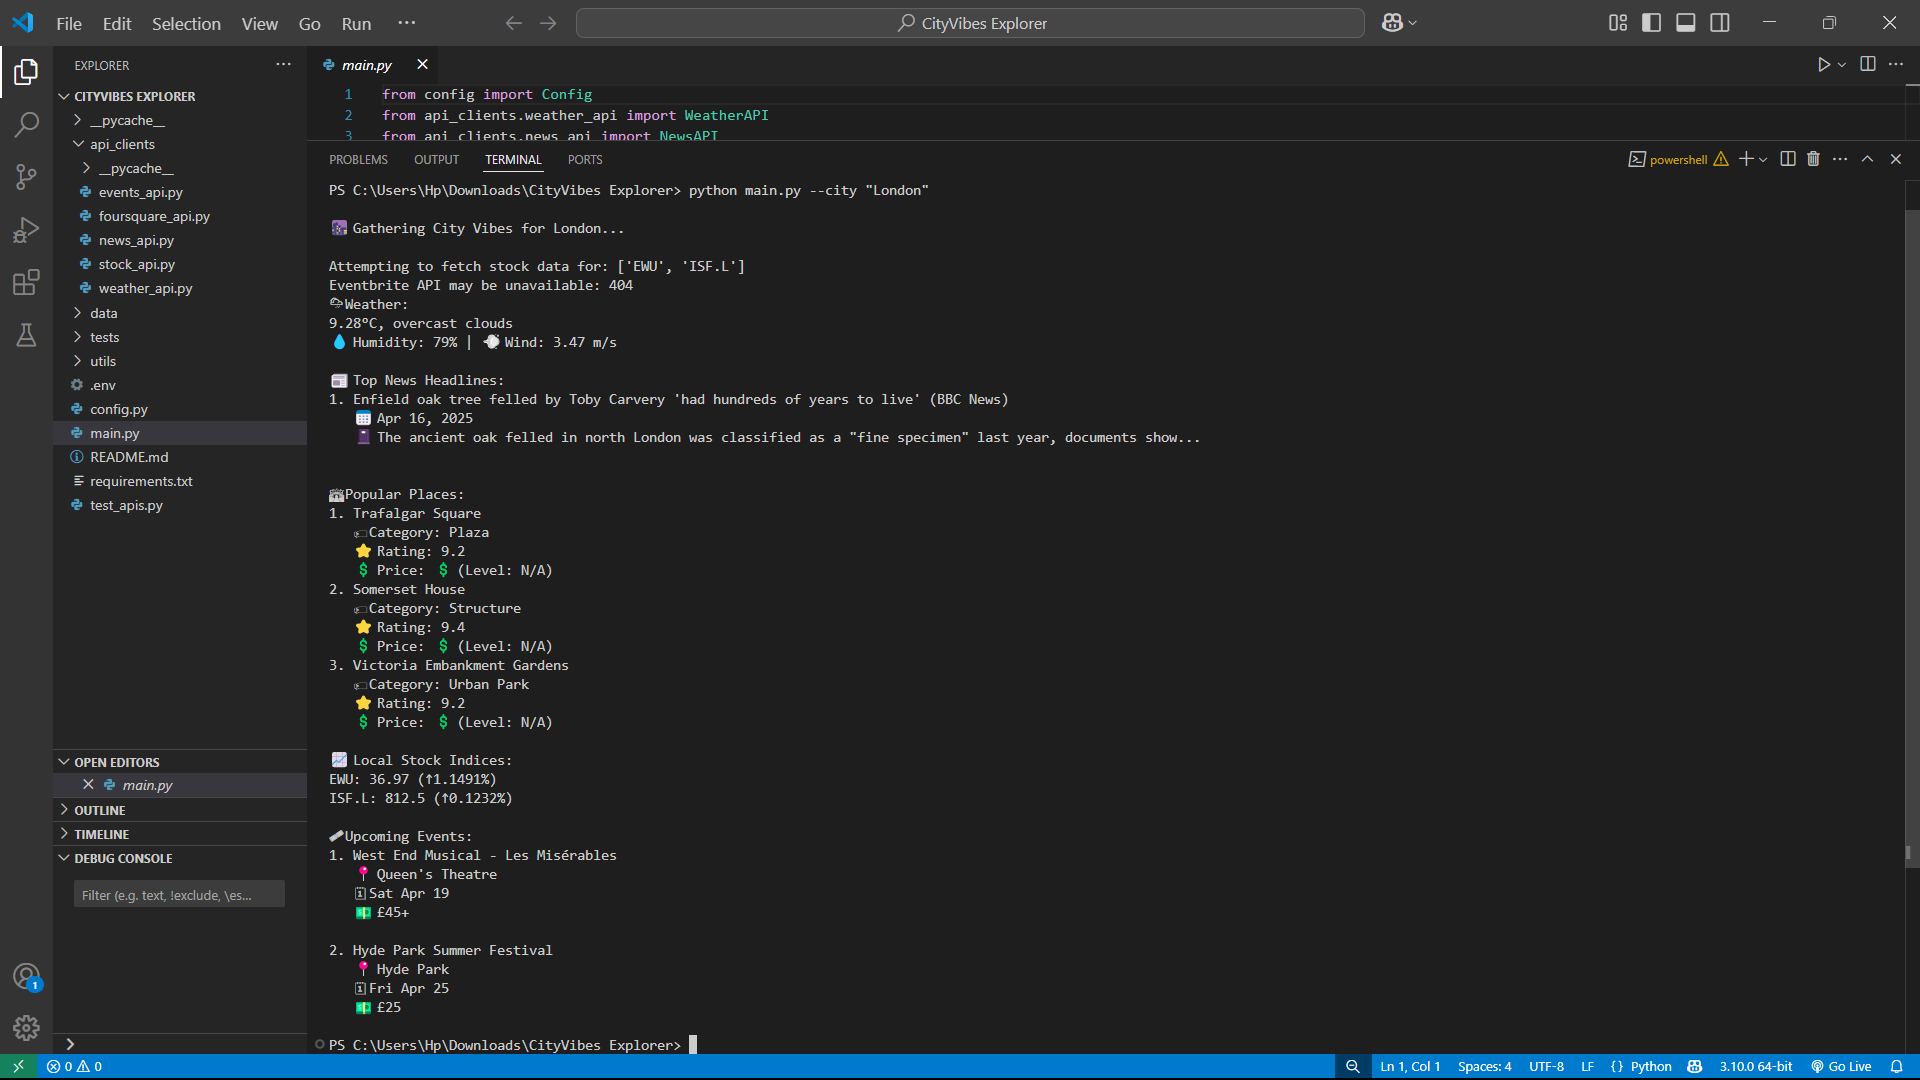 File Edit Selection View Go Run ···
CityVibes Explorer
EXPLORER
CITYVIBES EXPLORER
__pycache__
api_clients
__pycache__
events_api.py
foursquare_api.py
news_api.py
stock_api.py
weather_api.py
data
tests
utils
.env
config.py
main.py
README.md
requirements.txt
test_apis.py
OPEN EDITORS
main.py
OUTLINE
TIMELINE
DEBUG CONSOLE
Filter (e.g. text, !exclude, \es...
1
main.py
1 from config import Config
2 from api_clients.weather_api import WeatherAPI
3 from api_clients.news_api import NewsAPI
PROBLEMS OUTPUT TERMINAL PORTS
powershell
PS C:\Users\Hp\Downloads\CityVibes Explorer> python main.py --city "London"
🌆 Gathering City Vibes for London...
Attempting to fetch stock data for: ['EWU', 'ISF.L']
Eventbrite API may be unavailable: 404
🌦Weather:
9.28°C, overcast clouds
💧 Humidity: 79% | 💨 Wind: 3.47 m/s
📰 Top News Headlines:
1. Enfield oak tree felled by Toby Carvery 'had hundreds of years to live' (BBC News)
📅 Apr 16, 2025
The ancient oak felled in north London was classified as a "fine specimen" last year, documents show...
🏰Popular Places:
1. Trafalgar Square
🏷Category: Plaza
⭐ Rating: 9.2
💲 Price: 💲 (Level: N/A)
2. Somerset House
🏷Category: Structure
⭐ Rating: 9.4
💲 Price: 💲 (Level: N/A)
3. Victoria Embankment Gardens
🏷Category: Urban Park
⭐ Rating: 9.2
💲 Price: 💲 (Level: N/A)
📈 Local Stock Indices:
EWU: 36.97 (↑1.1491%)
ISF.L: 812.5 (↑0.1232%)
🎟Upcoming Events:
1. West End Musical - Les Misérables
📍 Queen's Theatre
🗓Sat Apr 19
💵 £45+
2. Hyde Park Summer Festival
📍 Hyde Park
🗓Fri Apr 25
💵 £25
PS C:\Users\Hp\Downloads\CityVibes Explorer>
0 0
Ln 1, Col 1 Spaces: 4 UTF-8 LF {} Python 3.10.0 64-bit Go Live